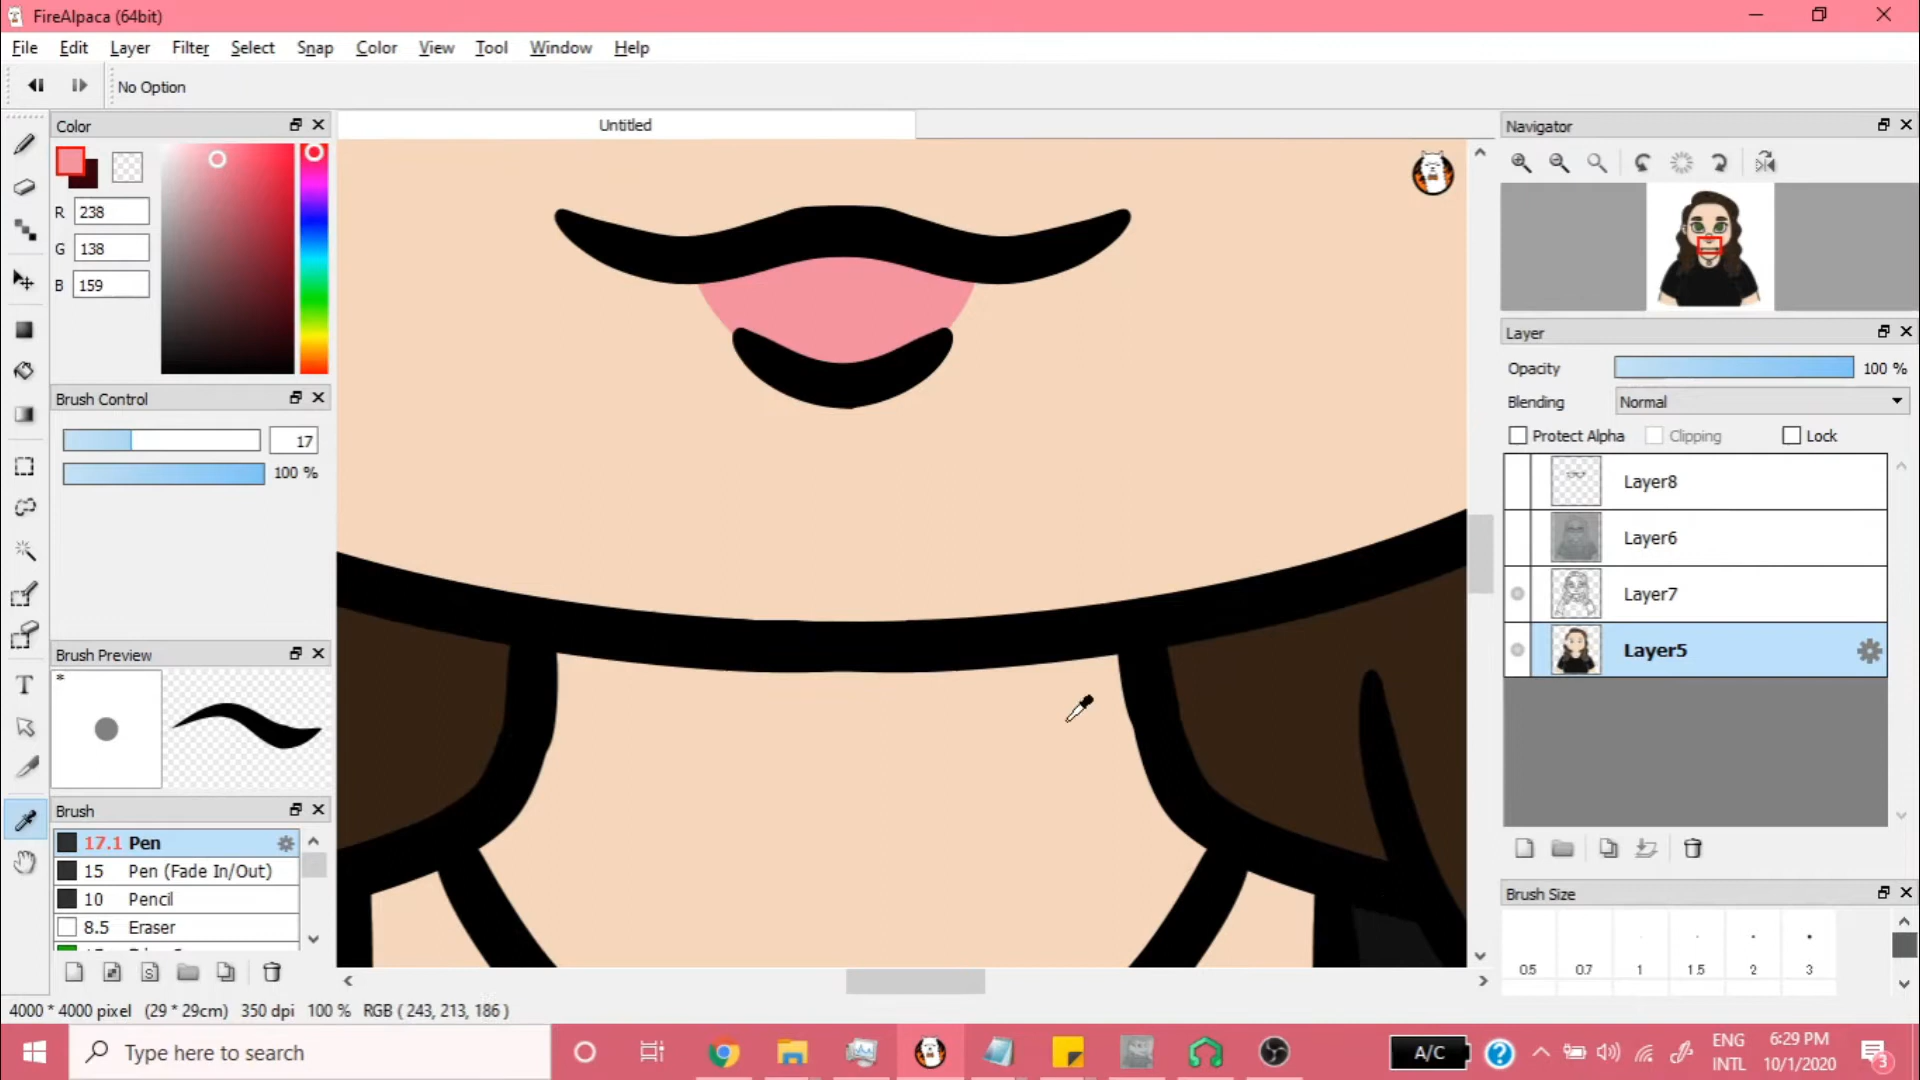 FireAlpaca (64bit)
File Edit Layer Filter Select Snap Color View Tool Window Help
No Option
Color
Untitled
Navigator
R 238
G 138
B 159
Layer
Opacity 100 %
Blending Normal
Protect Alpha Clipping Lock
Brush Control
17
100 %
Layer8
Layer6
Layer7
Layer5
Brush Preview
*
Brush
17.1 Pen
15 Pen (Fade In/Out)
10 Pencil
8.5 Eraser
Brush Size
0.5 0.7 1 1.5 2 3
4000 * 4000 pixel (29 * 29cm) 350 dpi 100 % RGB ( 243, 213, 186 )
Type here to search
A/C
ENG
INTL
6:29 PM
10/1/2020
3